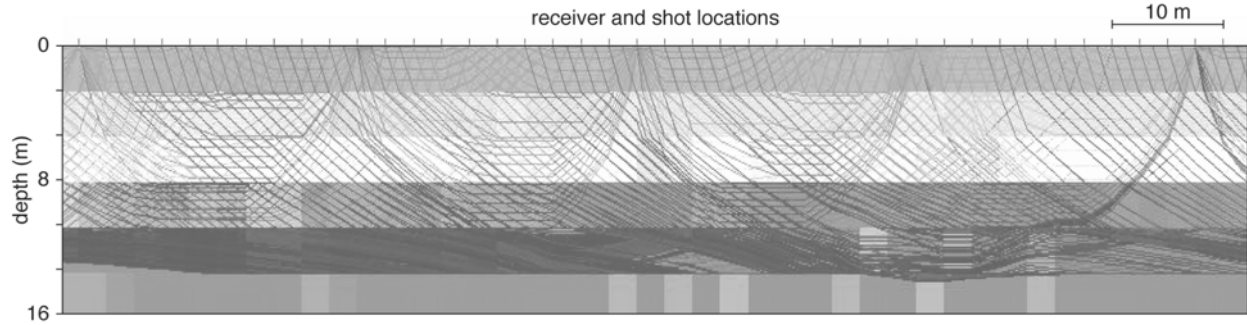 receiver and shot locations
10 m
0
8
16
depth (m)